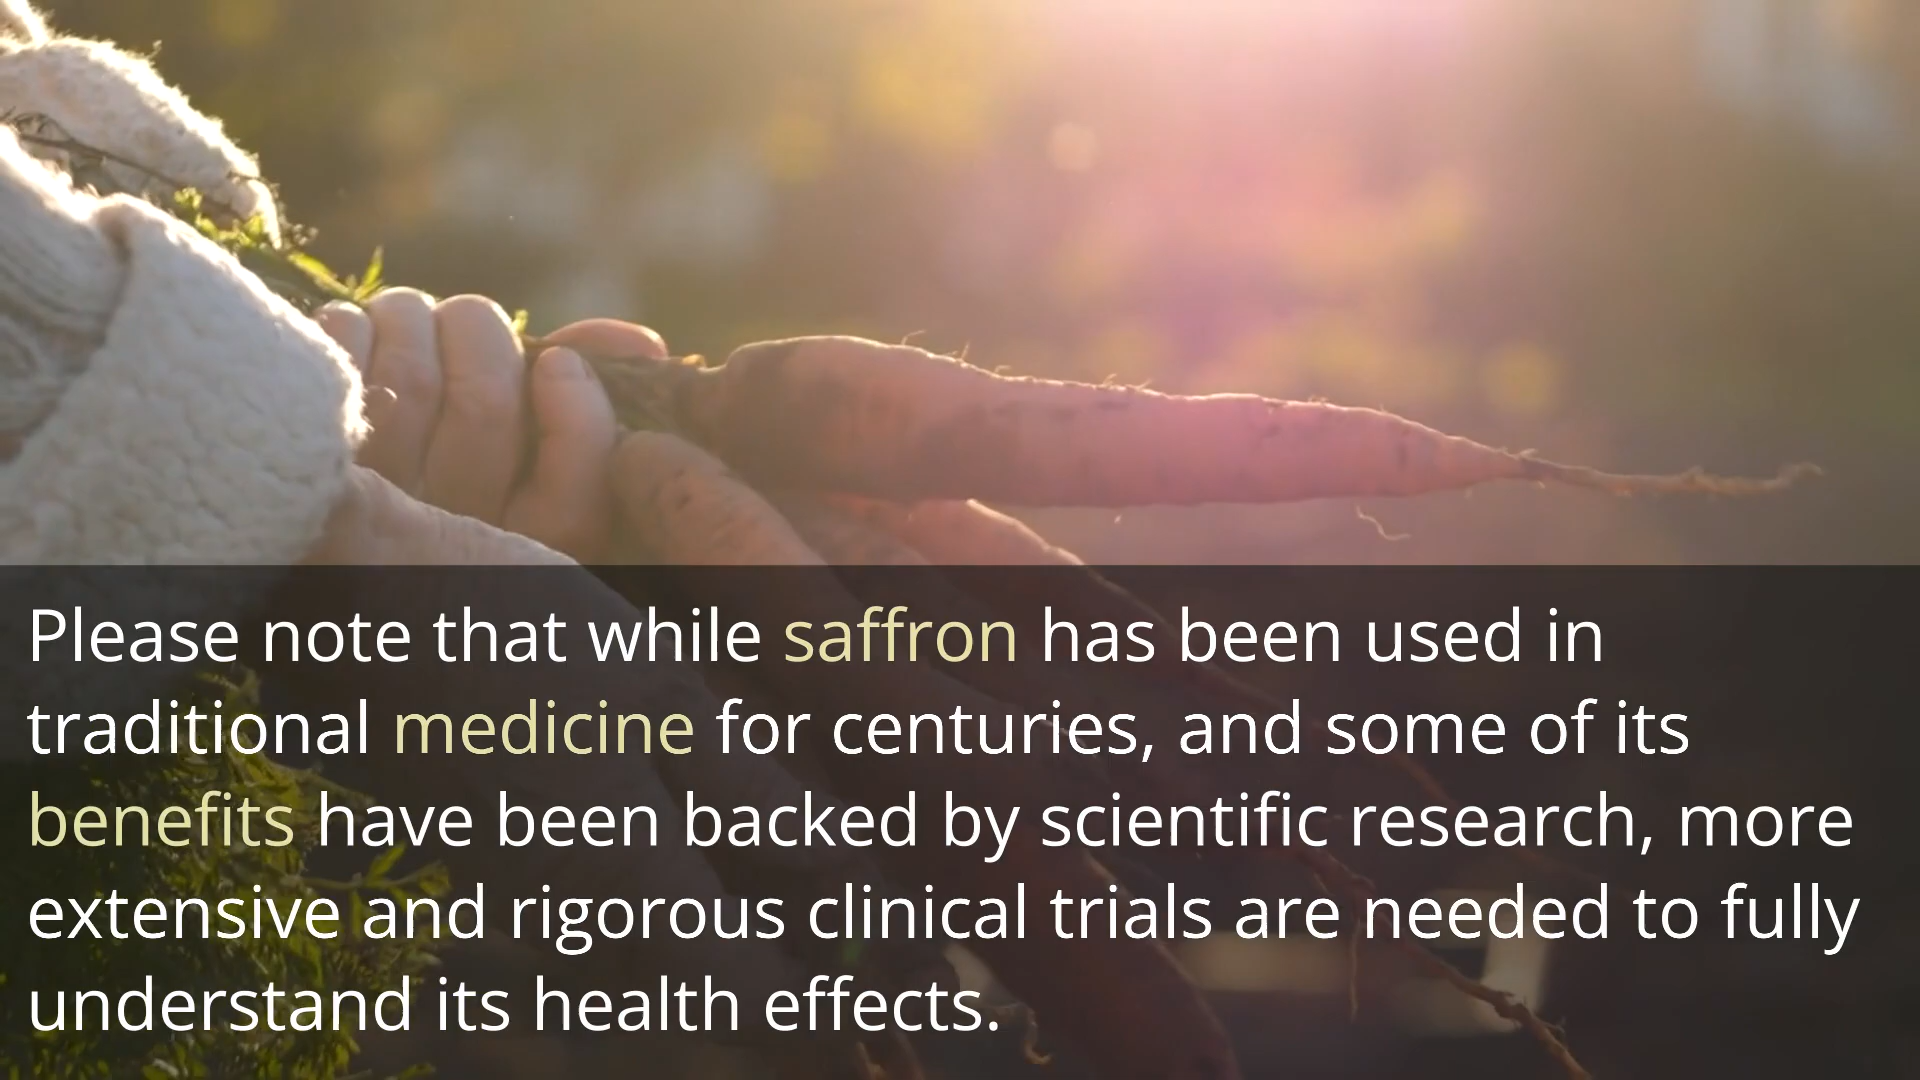 Please note that while saffron has been used in
traditional medicine for centuries, and some of its
benefits have been backed by scientific research, more
extensive and rigorous clinical trials are needed to fully
understand its health effects.